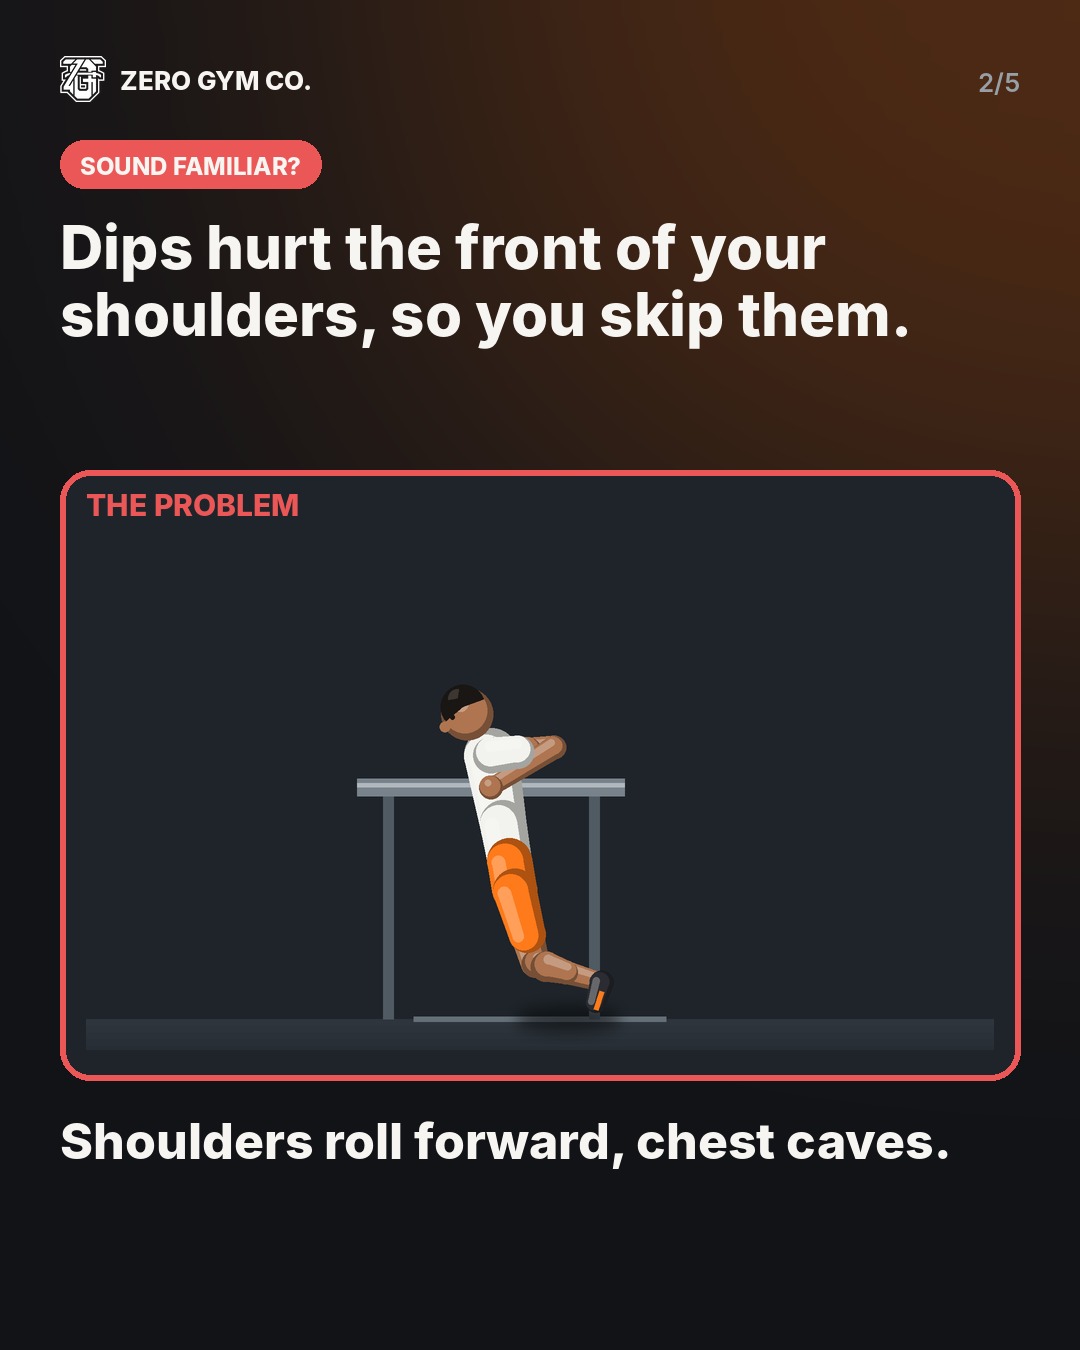 ZERO GYM CO.
2/5
SOUND FAMILIAR?
Dips hurt the front of your
shoulders, so you skip them.
THE PROBLEM
Shoulders roll forward, chest caves.